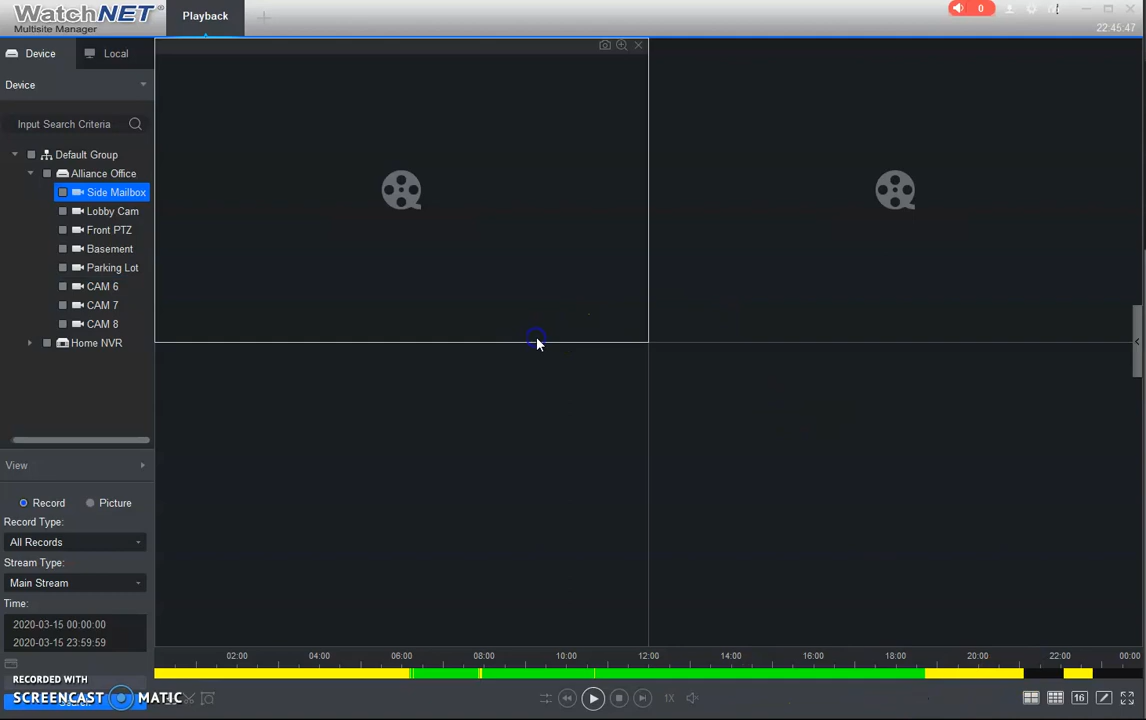 WatchNET®
Multisite Manager
Playback
0
22:45:47
Device
Local
Device
Input Search Criteria
Default Group
Alliance Office
Side Mailbox
Lobby Cam
Front PTZ
Basement
Parking Lot
CAM 6
CAM 7
CAM 8
Home NVR
View
Record
Picture
Record Type:
All Records
Stream Type:
Main Stream
Time:
2020-03-15 00:00:00
2020-03-15 23:59:59
RECORDED WITH
SCREENCAST MATIC
02:00 04:00 06:00 08:00 10:00 12:00 14:00 16:00 18:00 20:00 22:00 00:00
1X
16